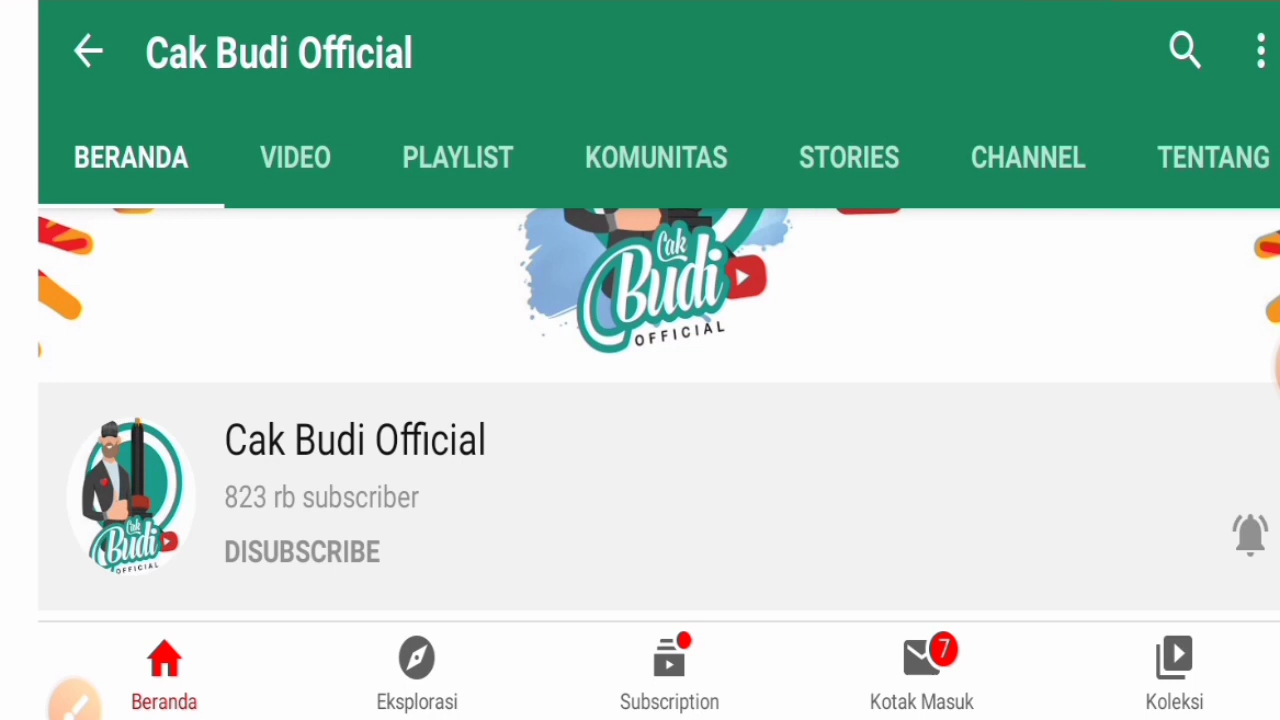 Cak Budi Official
BERANDA VIDEO PLAYLIST KOMUNITAS STORIES CHANNEL TENTANG
Cak
Budi
OFFICIAL
Cak Budi Official
823 rb subscriber
DISUBSCRIBE
Cak
Budi
OFFICIAL
7
Beranda Eksplorasi Subscription Kotak Masuk Koleksi